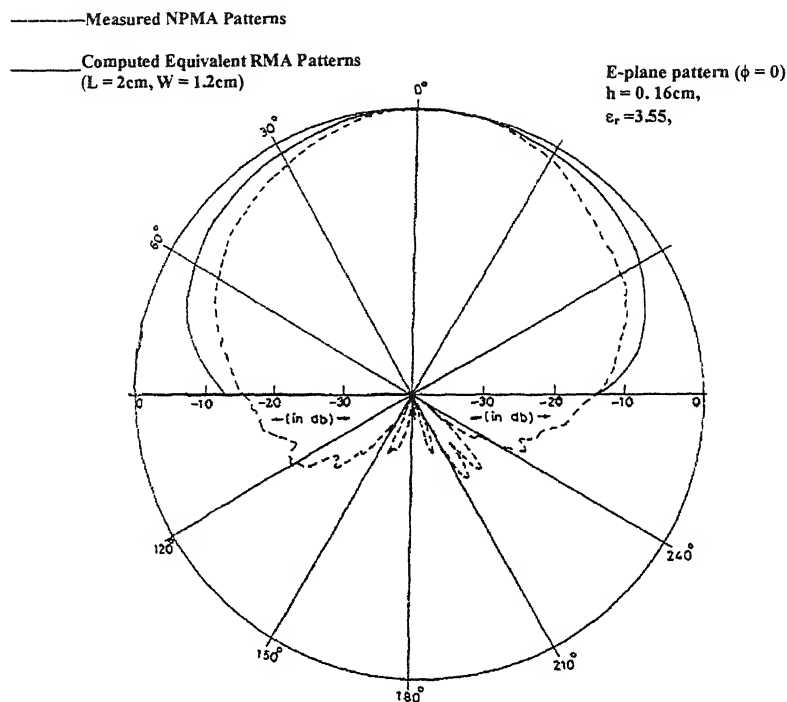 Measured NPMA Patterns
Computed Equivalent RMA Patterns
(L = 2cm, W = 1.2cm)
E-plane pattern (ϕ = 0)
h = 0. 16cm,
εr =3.55,
0°
30°
60°
0 -10 -20 -30 -30 -20 -10 0
←(in db)→ ←(in db)→
120°
240°
150°
210°
180°